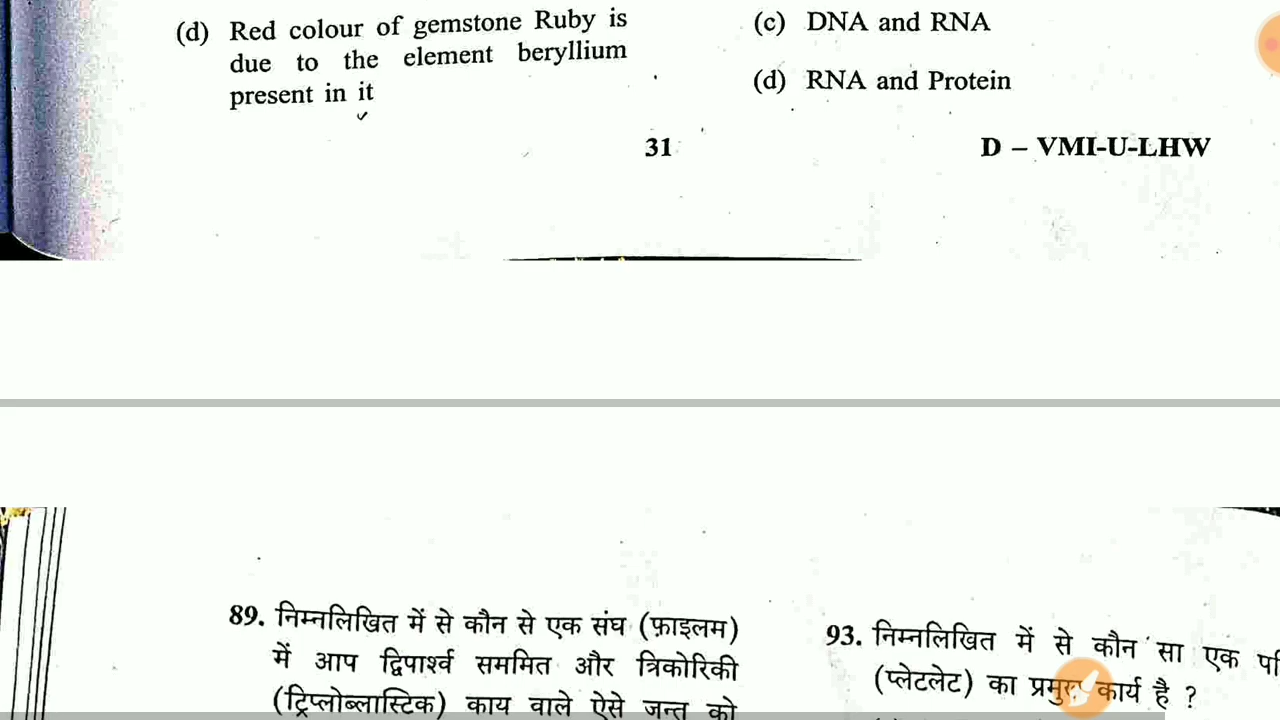 (d) Red colour of gemstone Ruby is
due to the element beryllium
present in it
(c) DNA and RNA
(d) RNA and Protein
31
D – VMI-U-LHW
89. निम्नलिखित में से कौन से एक संघ (फ़ाइलम)
में आप द्विपार्श्व सममित और त्रिकोरिकी
(ट्रिप्लोब्लास्टिक) काय वाले ऐसे जन्तु को
93. निम्नलिखित में से कौन सा एक
(प्लेटलेट) का प्रमुख कार्य है ?